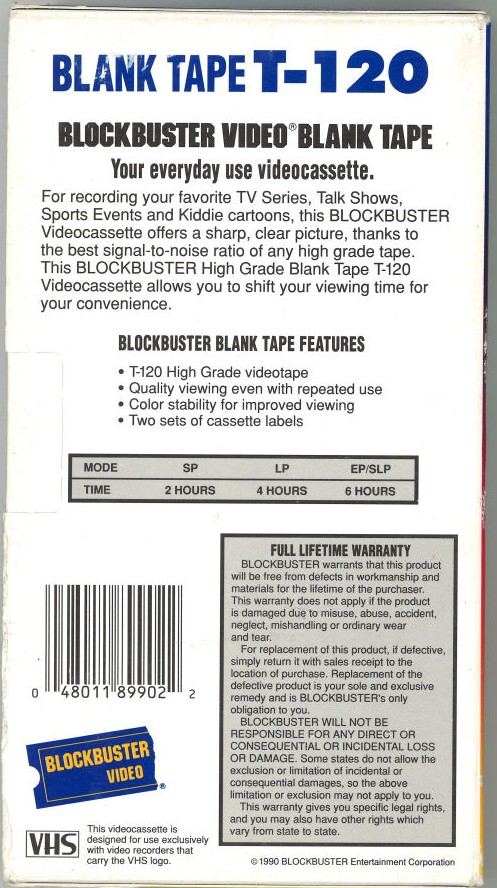 BLANK TAPE T-120
BLOCKBUSTER VIDEO® BLANK TAPE
Your everyday use videocassette.
For recording your favorite TV Series, Talk Shows,
Sports Events and Kiddie cartoons, this BLOCKBUSTER
Videocassette offers a sharp, clear picture, thanks to
the best signal-to-noise ratio of any high grade tape.
This BLOCKBUSTER High Grade Blank Tape T-120
Videocassette allows you to shift your viewing time for
your convenience.
BLOCKBUSTER BLANK TAPE FEATURES
• T-120 High Grade videotape
• Quality viewing even with repeated use
• Color stability for improved viewing
• Two sets of cassette labels
MODE SP LP EP/SLP
TIME 2 HOURS 4 HOURS 6 HOURS
FULL LIFETIME WARRANTY
BLOCKBUSTER warrants that this product
will be free from defects in workmanship and
materials for the lifetime of the purchaser.
This warranty does not apply if the product
is damaged due to misuse, abuse, accident,
neglect, mishandling or ordinary wear
and tear.
For replacement of this product, if defective,
simply return it with sales receipt to the
location of purchase. Replacement of the
defective product is your sole and exclusive
remedy and is BLOCKBUSTER's only
obligation to you.
BLOCKBUSTER WILL NOT BE
RESPONSIBLE FOR ANY DIRECT OR
CONSEQUENTIAL OR INCIDENTAL LOSS
OR DAMAGE. Some states do not allow the
exclusion or limitation of incidental or
consequential damages, so the above
limitation or exclusion may not apply to you.
This warranty gives you specific legal rights,
and you may also have other rights which
vary from state to state.
0 48011 89902 2
BLOCKBUSTER
VIDEO ®
VHS
This videocassette is
designed for use exclusively
with video recorders that
carry the VHS logo.
© 1990 BLOCKBUSTER Entertainment Corporation